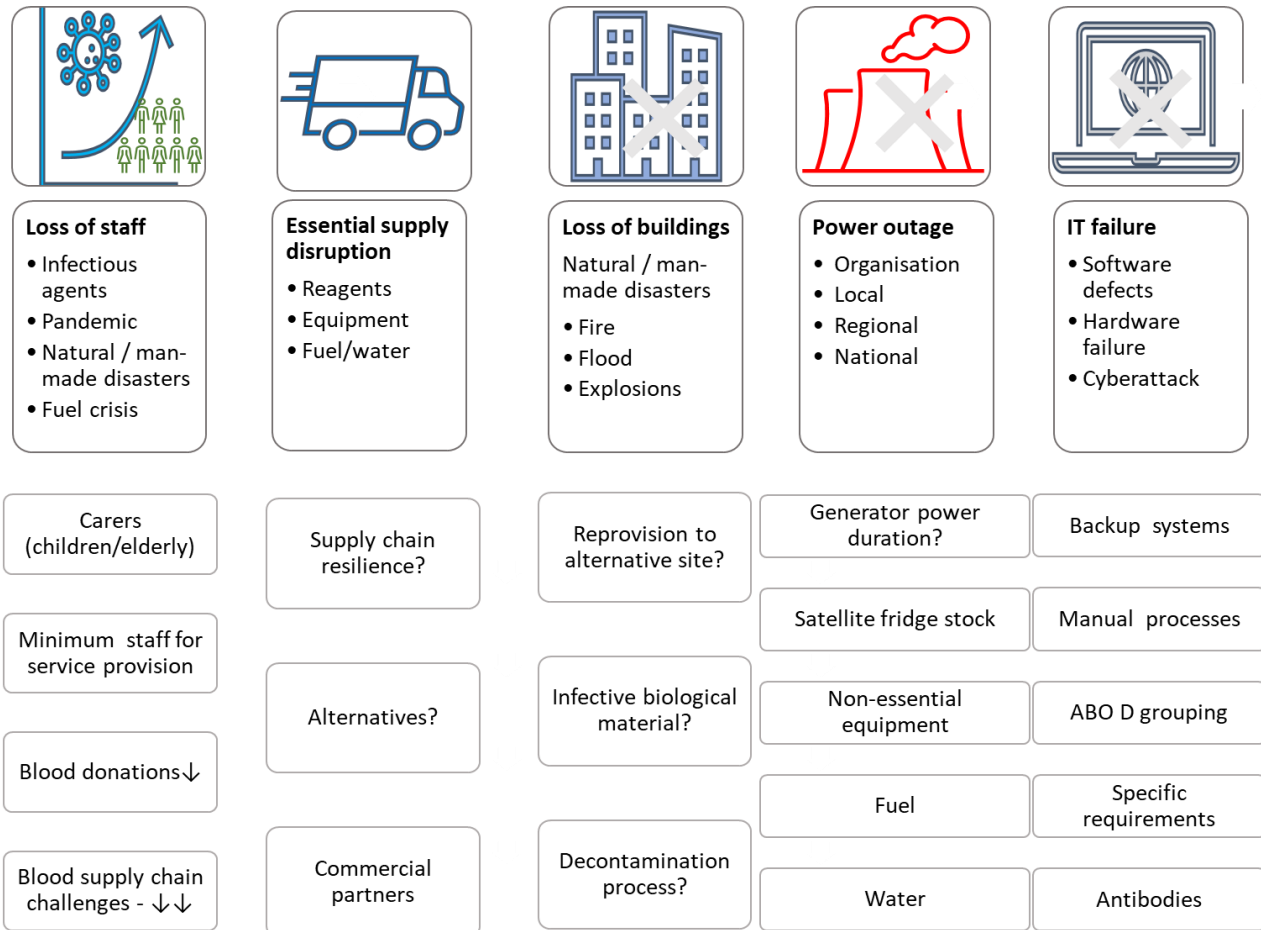 Loss of staff
• Infectious
agents
• Pandemic
• Natural / man-
made disasters
• Fuel crisis
Essential supply
disruption
• Reagents
• Equipment
• Fuel/water
Loss of buildings
Natural / man-
made disasters
• Fire
• Flood
• Explosions
Power outage
• Organisation
• Local
• Regional
• National
IT failure
• Software
defects
• Hardware
failure
• Cyberattack
Carers
(children/elderly)
Minimum staff for
service provision
Blood donations↓
Blood supply chain
challenges - ↓↓
Supply chain
resilience?
Alternatives?
Commercial
partners
Reprovision to
alternative site?
Infective biological
material?
Decontamination
process?
Generator power
duration?
Satellite fridge stock
Non-essential
equipment
Fuel
Water
Backup systems
Manual processes
ABO D grouping
Specific
requirements
Antibodies